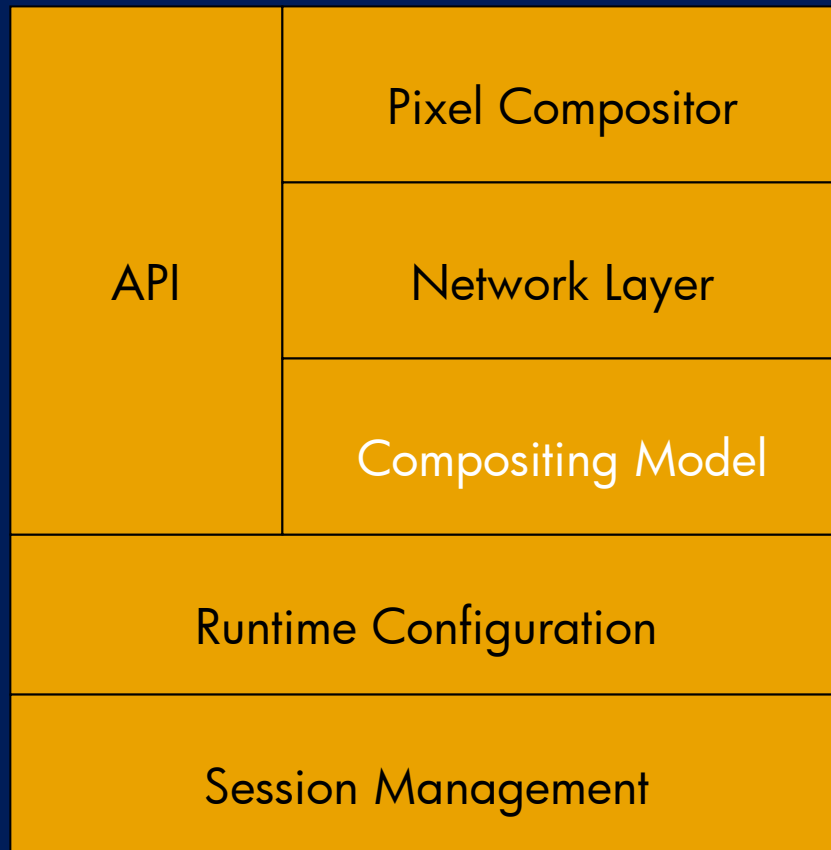 Pixel Compositor
API
Network Layer
Compositing Model
Runtime Configuration
Session Management